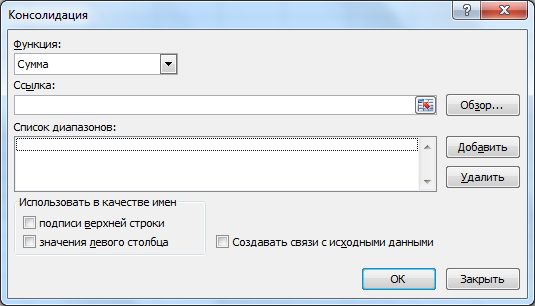 Консолидация
Функция:
Сумма
Ссылка:
Обзор...
Список диапазонов:
Добавить
Удалить
Использовать в качестве имен
подписи верхней строки
значения левого столбца
Создавать связи с исходными данными
ОК
Закрыть